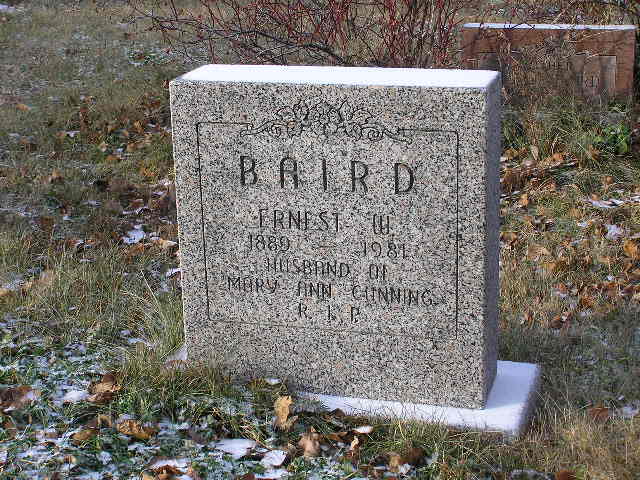 BAIRD
ERNEST W.
1889 - 1981
HUSBAND OF
MARY ANN CUNNING
R.I.P.